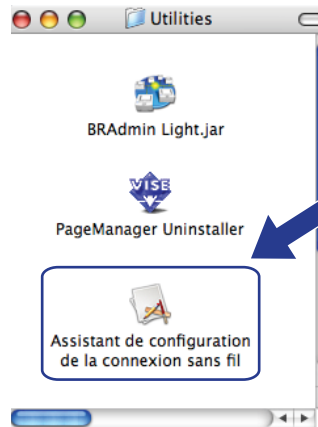 Utilities
BRAdmin Light.jar
VISE
PageManager Uninstaller
Assistant de configuration
de la connexion sans fil